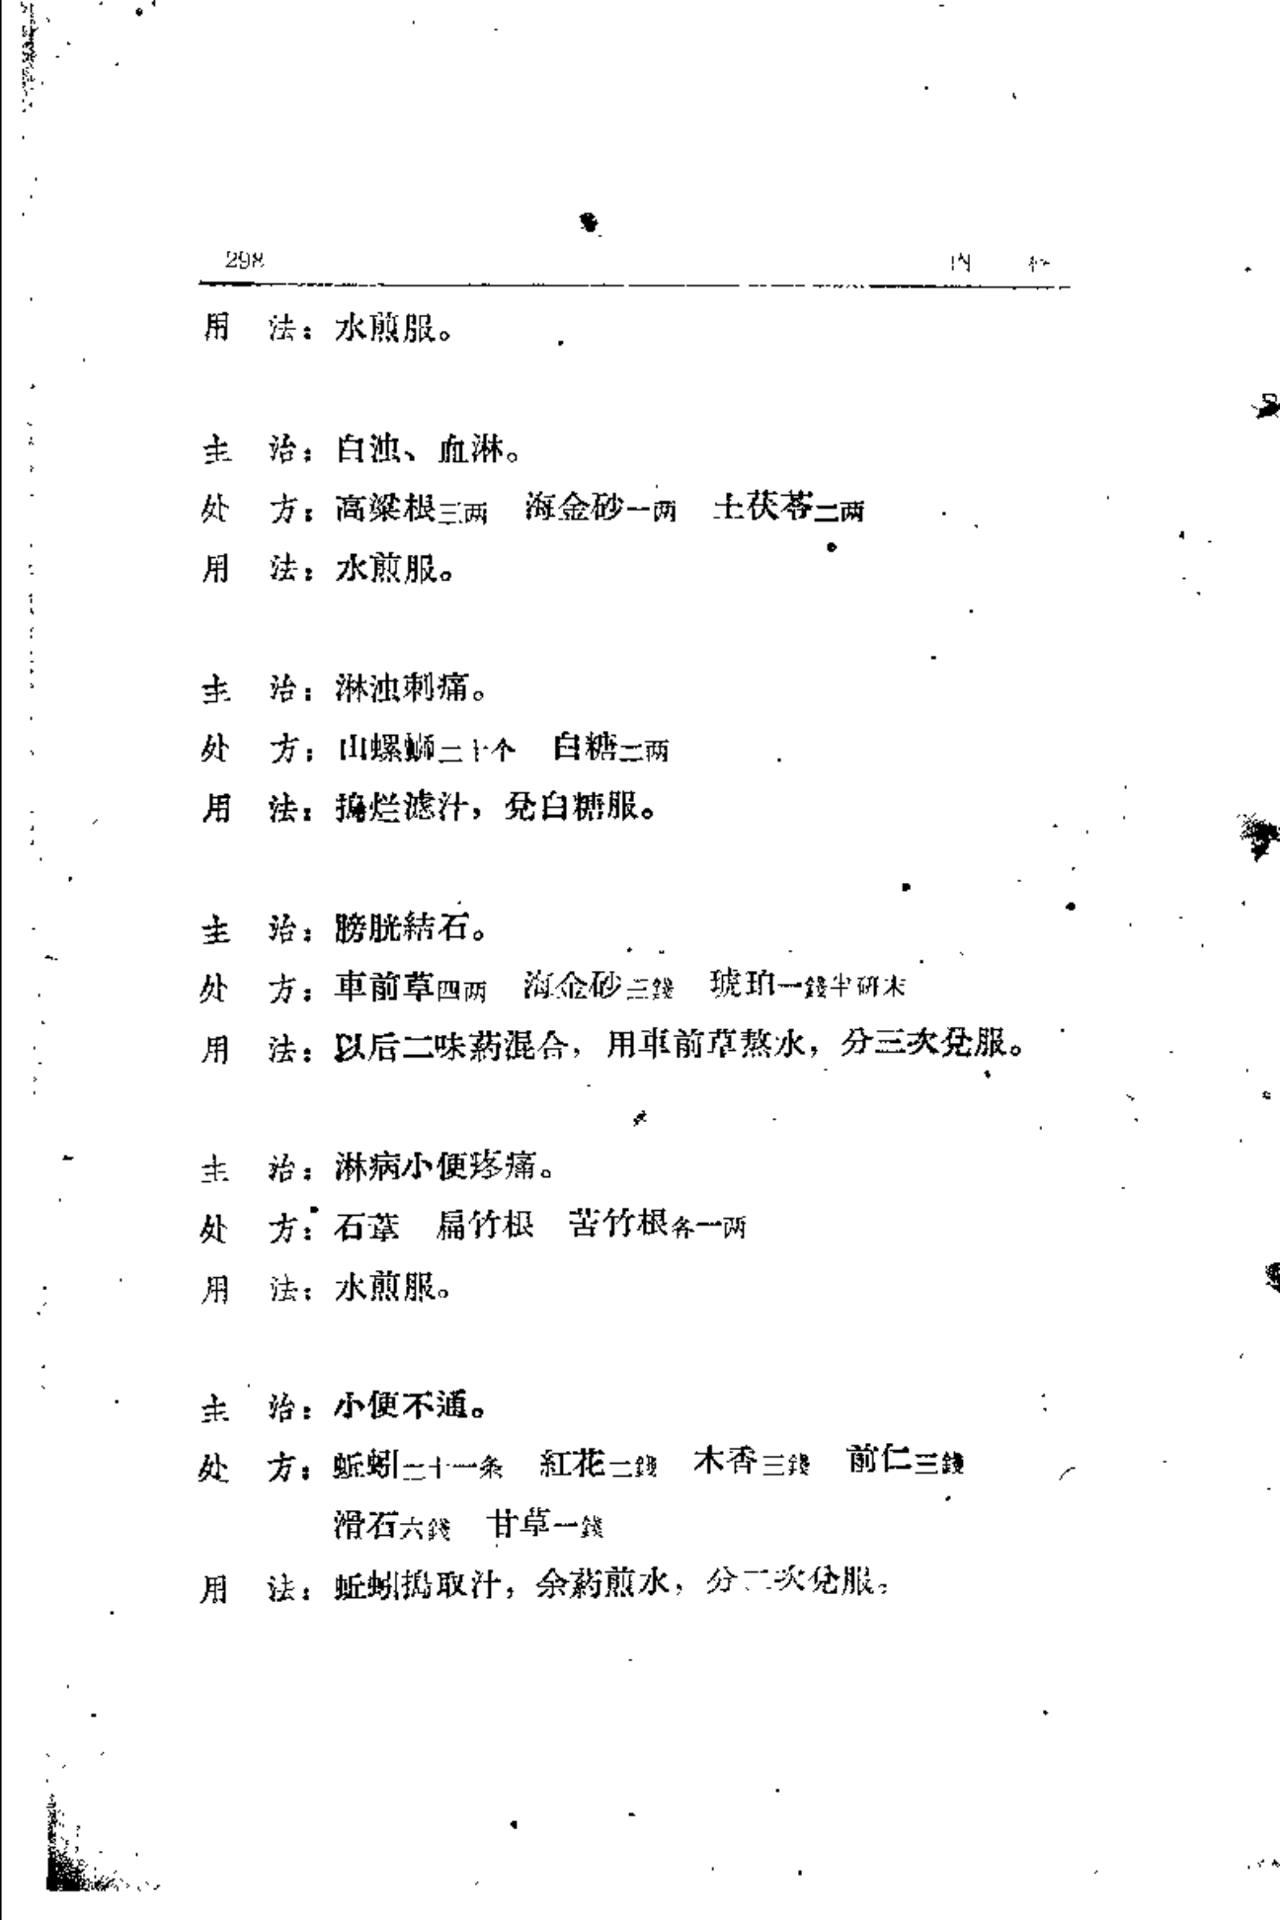 298 内 科
用 法：水煎服。
主 治：白浊、血淋。
处 方：高粱根三两 海金砂一两 土茯苓二两
用 法：水煎服。
主 治：淋浊刺痛。
处 方：山螺螄二十个 白糖二两
用 法：搗烂滤汁，兑白糖服。
主 治：膀胱結石。
处 方：車前草四两 海金砂三錢 琥珀一錢半研末
用 法：以后二味葯混合，用車前草熬水，分三次兑服。
主 治：淋病小便疼痛。
处 方：石葦 扁竹根 苦竹根各一两
用 法：水煎服。
主 治：小便不通。
处 方：蚯蚓二十一条 紅花二錢 木香三錢 前仁三錢
滑石六錢 甘草一錢
用 法：蚯蚓搗取汁，余葯煎水，分二次兑服。